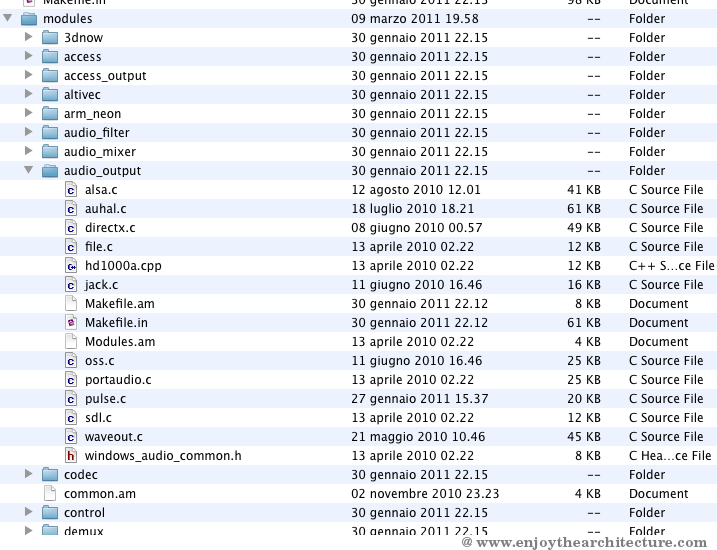 Makefile.in 30 gennaio 2011 22.12 98 KB Document
modules 09 marzo 2011 19.58 -- Folder
3dnow 30 gennaio 2011 22.15 -- Folder
access 30 gennaio 2011 22.15 -- Folder
access_output 30 gennaio 2011 22.15 -- Folder
altivec 30 gennaio 2011 22.15 -- Folder
arm_neon 30 gennaio 2011 22.15 -- Folder
audio_filter 30 gennaio 2011 22.15 -- Folder
audio_mixer 30 gennaio 2011 22.15 -- Folder
audio_output 30 gennaio 2011 22.15 -- Folder
alsa.c 12 agosto 2010 12.01 41 KB C Source File
auhal.c 18 luglio 2010 18.21 61 KB C Source File
directx.c 08 giugno 2010 00.57 49 KB C Source File
file.c 13 aprile 2010 02.22 12 KB C Source File
hd1000a.cpp 13 aprile 2010 02.22 12 KB C++ S...ce File
jack.c 11 giugno 2010 16.46 16 KB C Source File
Makefile.am 30 gennaio 2011 22.12 8 KB Document
Makefile.in 30 gennaio 2011 22.12 61 KB Document
Modules.am 13 aprile 2010 02.22 4 KB Document
oss.c 11 giugno 2010 16.46 25 KB C Source File
portaudio.c 13 aprile 2010 02.22 25 KB C Source File
pulse.c 27 gennaio 2011 15.37 20 KB C Source File
sdl.c 13 aprile 2010 02.22 12 KB C Source File
waveout.c 21 maggio 2010 10.46 45 KB C Source File
windows_audio_common.h 13 aprile 2010 02.22 8 KB C Hea...ce File
codec 30 gennaio 2011 22.15 -- Folder
common.am 02 novembre 2010 23.23 4 KB Document
control 30 gennaio 2011 22.15 -- Folder
demux 30 gennaio 2011 22.15 -- Folder
@ www.enjoythearchitecture.com